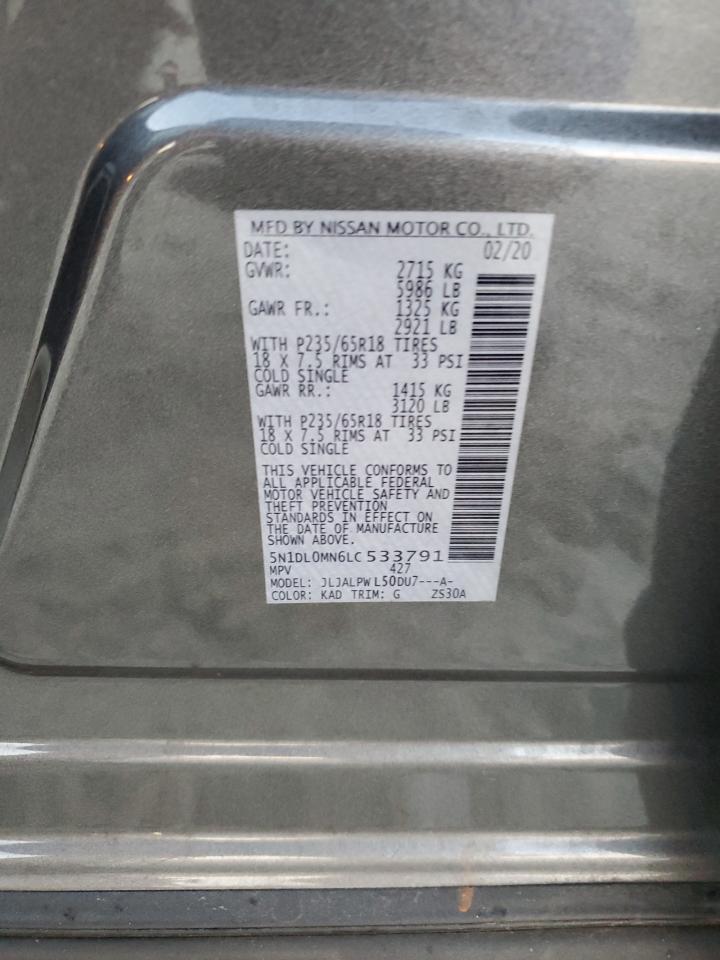 MFD BY NISSAN MOTOR CO., LTD.
DATE: 02/20
GVWR: 2715 KG
5986 LB
GAWR FR.: 1325 KG
2921 LB
WITH P235/65R18 TIRES
18 X 7.5 RIMS AT 33 PSI
COLD SINGLE
GAWR RR.: 1415 KG
3120 LB
WITH P235/65R18 TIRES
18 X 7.5 RIMS AT 33 PSI
COLD SINGLE
THIS VEHICLE CONFORMS TO
ALL APPLICABLE FEDERAL
MOTOR VEHICLE SAFETY AND
THEFT PREVENTION
STANDARDS IN EFFECT ON
THE DATE OF MANUFACTURE
SHOWN ABOVE.
5N1DL0MN6LC533791
MPV 427
MODEL: JLJALPWL50DU7---A-
COLOR: KAD TRIM: G ZS30A